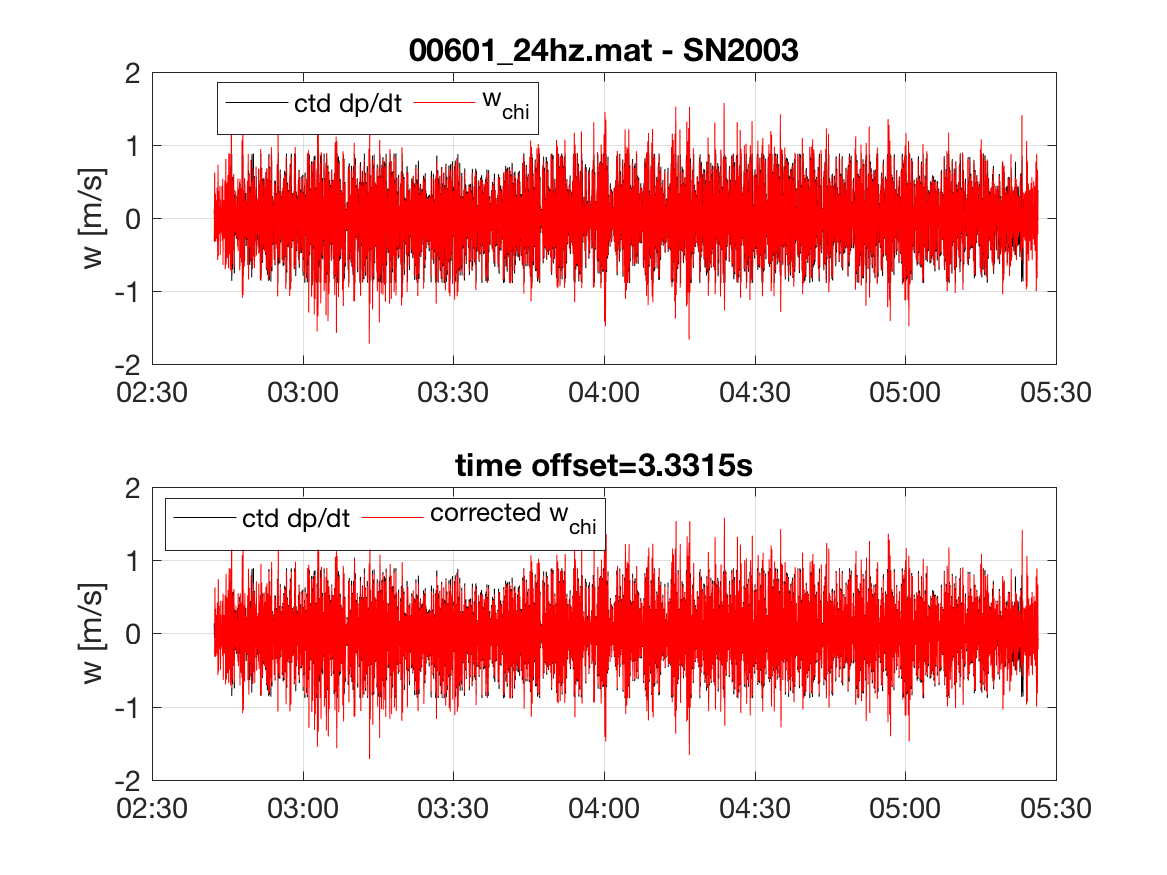 00601_24hz.mat - SN2003
ctd dp/dt w_chi
2
1
0
-1
-2
w [m/s]
02:30 03:00 03:30 04:00 04:30 05:00 05:30
time offset=3.3315s
ctd dp/dt corrected w_chi
2
1
0
-1
-2
w [m/s]
02:30 03:00 03:30 04:00 04:30 05:00 05:30